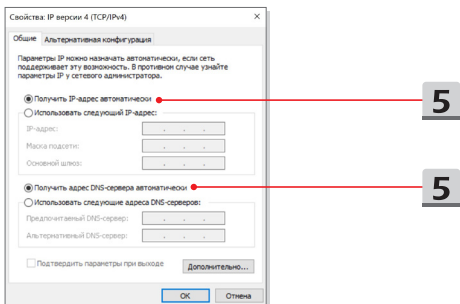 Свойства: IP версии 4 (TCP/IPv4)
Общие
Альтернативная конфигурация
Параметры IP можно назначать автоматически, если сеть
поддерживает эту возможность. В противном случае узнайте
параметры IP у сетевого администратора.
Получить IP-адрес автоматически
5
Использовать следующий IP-адрес:
IP-адрес:
Маска подсети:
Основной шлюз:
Получить адрес DNS-сервера автоматически
5
Использовать следующие адреса DNS-серверов:
Предпочитаемый DNS-сервер:
Альтернативный DNS-сервер:
Подтвердить параметры при выходе
Дополнительно...
ОК
Отмена